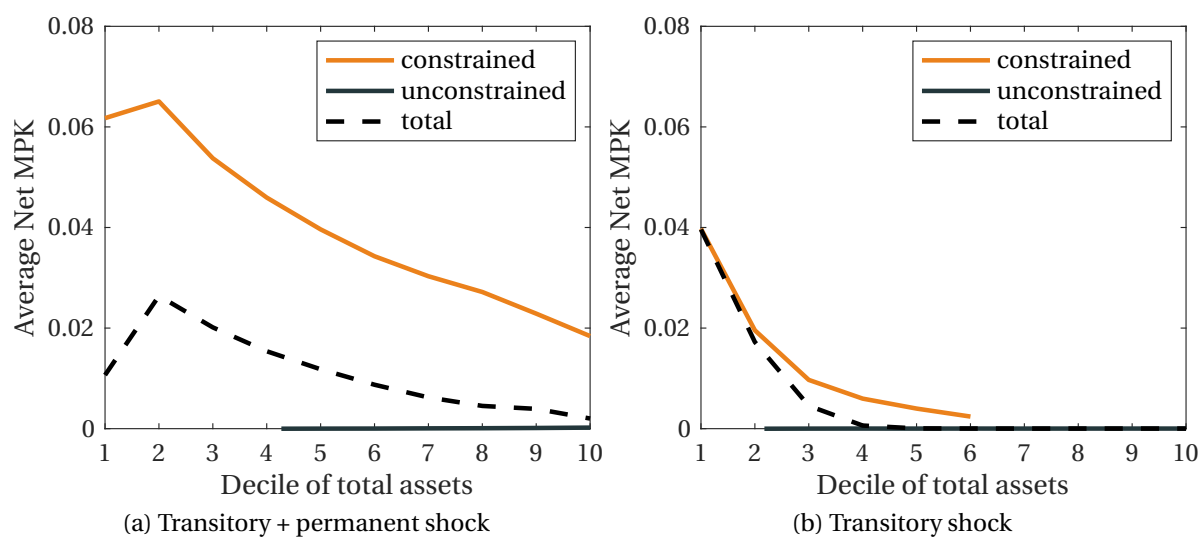 0.08
0.06
0.04
0.02
0
Average Net MPK
1 2 3 4 5 6 7 8 9 10
Decile of total assets
constrained
unconstrained
total
(a) Transitory + permanent shock
0.08
0.06
0.04
0.02
0
Average Net MPK
1 2 3 4 5 6 7 8 9 10
Decile of total assets
constrained
unconstrained
total
(b) Transitory shock